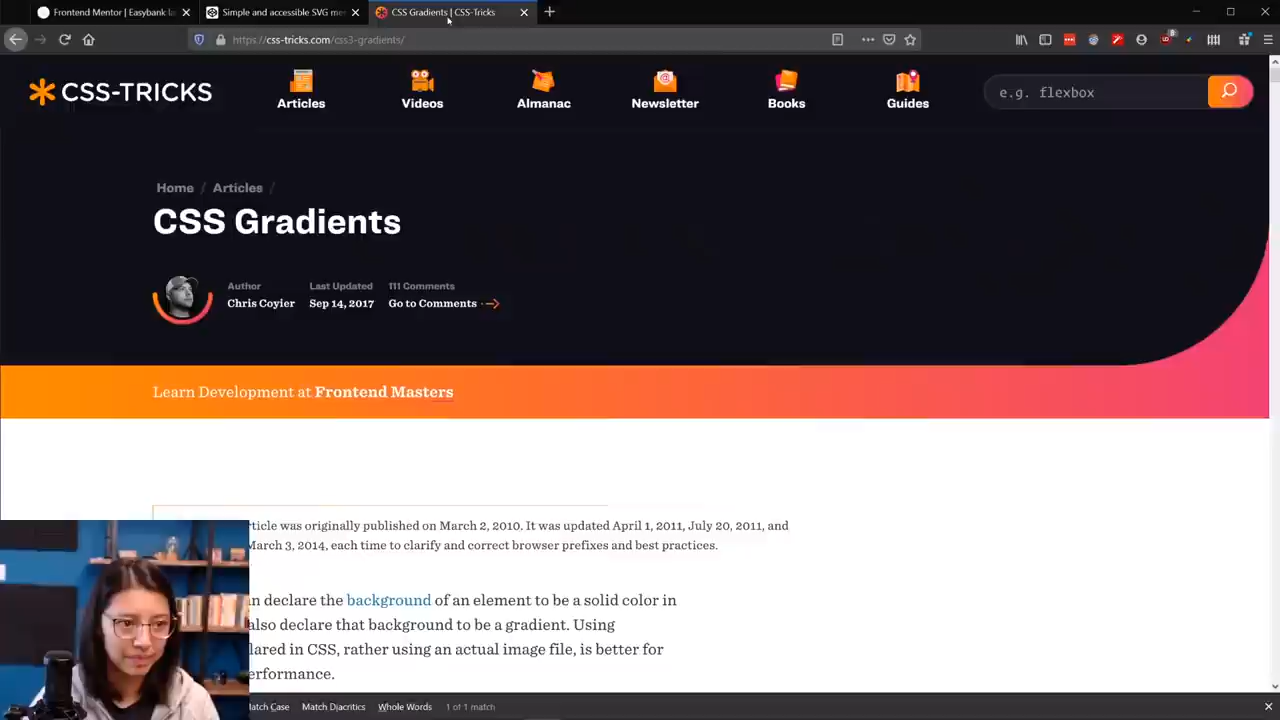 Frontend Mentor | Easybank la
Simple and accessible SVG me
CSS Gradients | CSS-Tricks
https://css-tricks.com/css3-gradients/
CSS-TRICKS
Articles
Videos
Almanac
Newsletter
Books
Guides
e.g. flexbox
Home / Articles /
CSS Gradients
Author
Chris Coyier
Last Updated
Sep 14, 2017
111 Comments
Go to Comments
Learn Development at Frontend Masters
rticle was originally published on March 2, 2010. It was updated April 1, 2011, July 20, 2011, and
March 3, 2014, each time to clarify and correct browser prefixes and best practices.
n declare the background of an element to be a solid color in
also declare that background to be a gradient. Using
lared in CSS, rather using an actual image file, is better for
erformance.
atch Case
Match Diacritics
Whole Words
1 of 1 match